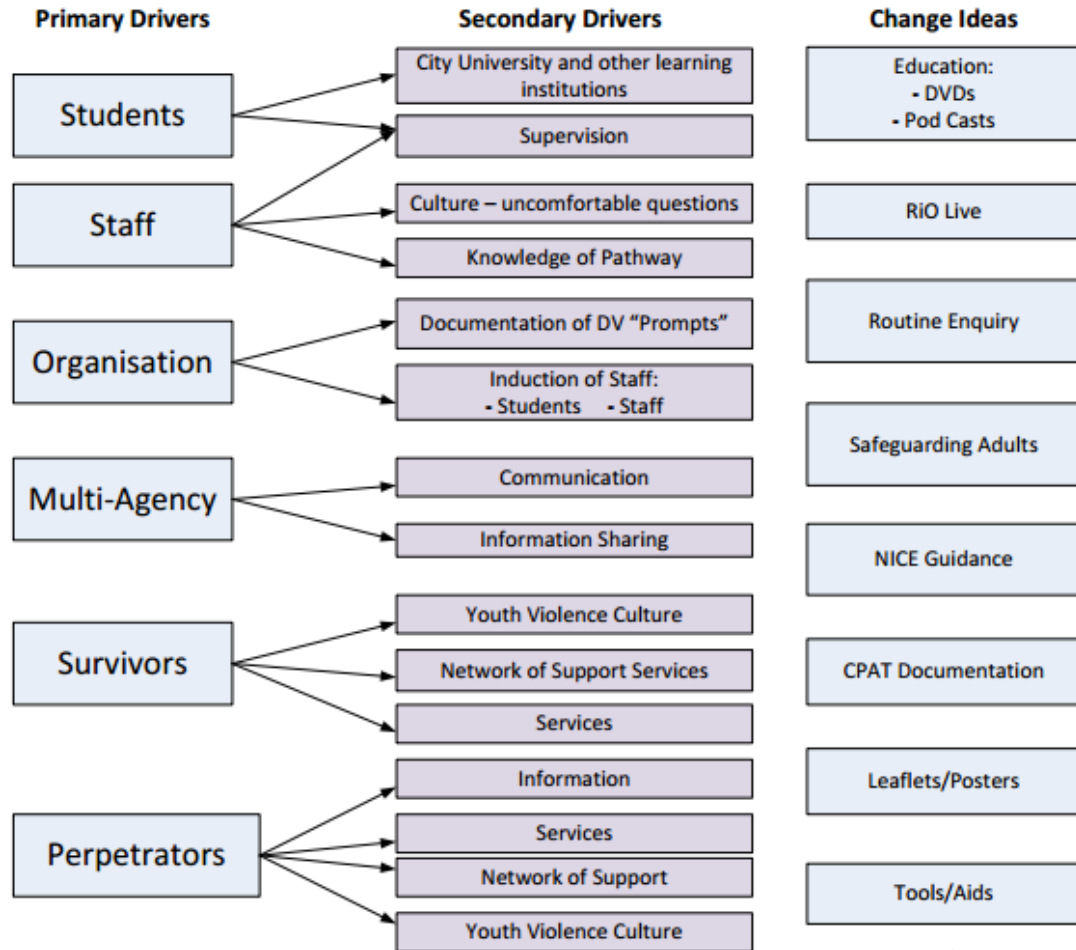 Primary Drivers
Secondary Drivers
Change Ideas
Students
Staff
Organisation
Multi-Agency
Survivors
Perpetrators
City University and other learning
institutions
Supervision
Culture – uncomfortable questions
Knowledge of Pathway
Documentation of DV “Prompts”
Induction of Staff:
- Students - Staff
Communication
Information Sharing
Youth Violence Culture
Network of Support Services
Services
Information
Services
Network of Support
Youth Violence Culture
Education:
- DVDs
- Pod Casts
RiO Live
Routine Enquiry
Safeguarding Adults
NICE Guidance
CPAT Documentation
Leaflets/Posters
Tools/Aids